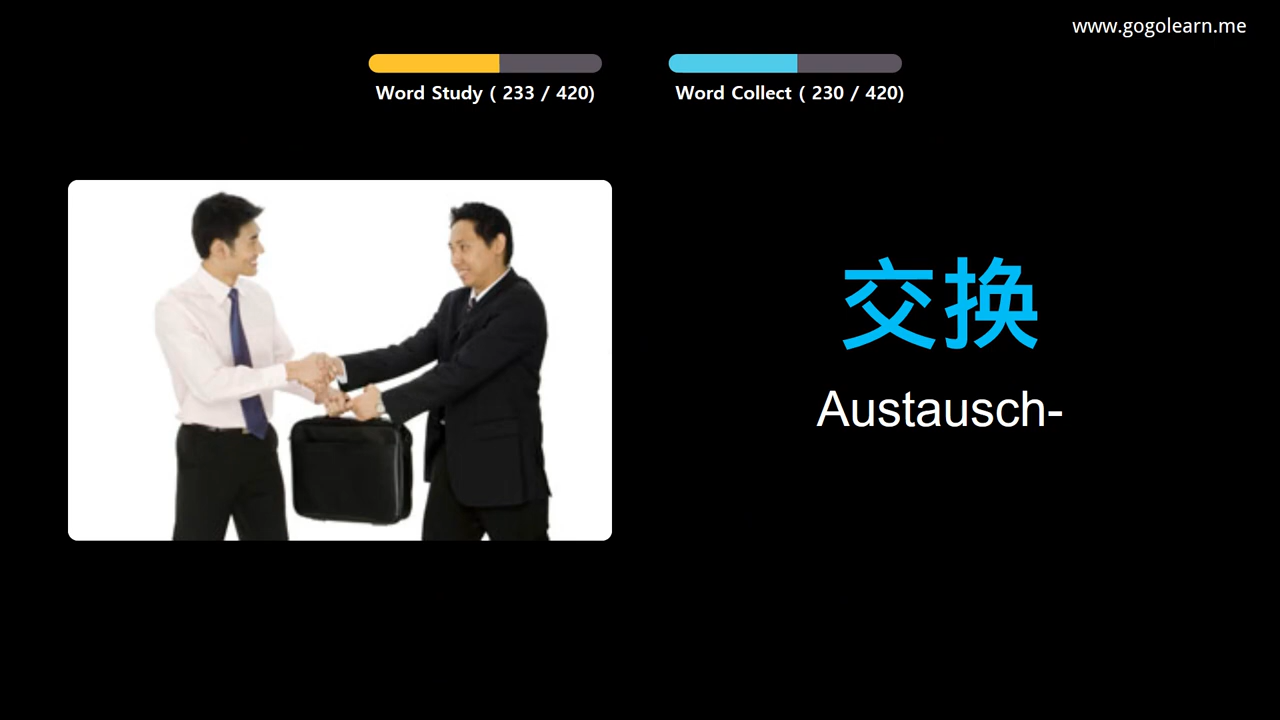 www.gogolearn.me
Word Study ( 233 / 420)
Word Collect ( 230 / 420)
交换
Austausch-